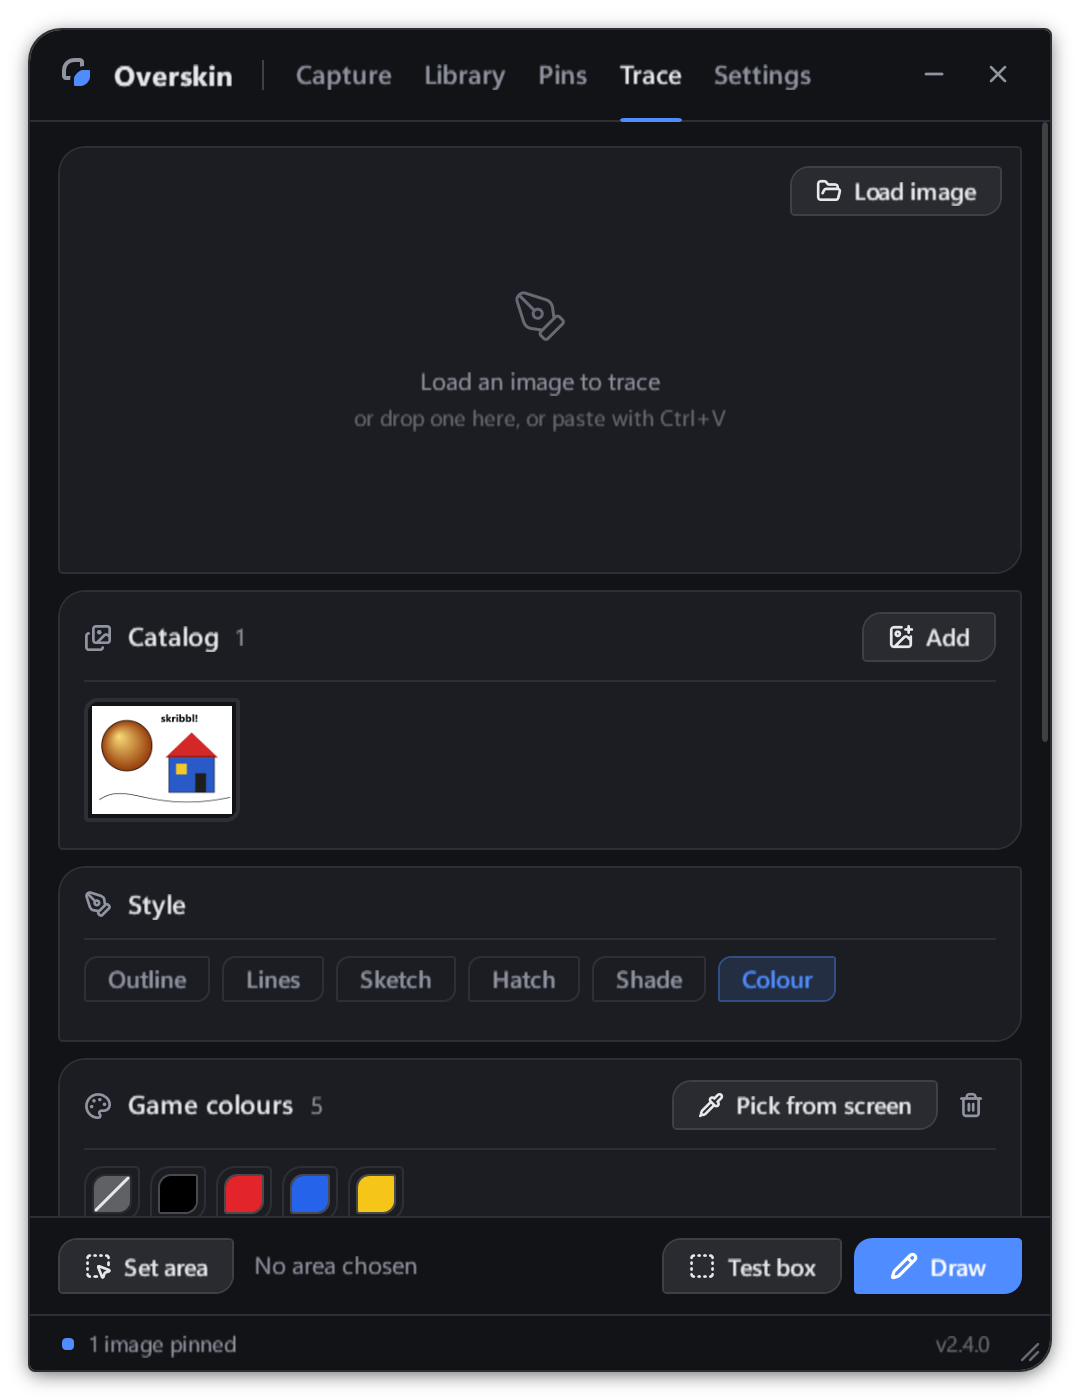 Overskin
Capture
Library
Pins
Trace
Settings
Load image
Load an image to trace
or drop one here, or paste with Ctrl+V
Catalog 1
Add
skribbl!
Style
Outline
Lines
Sketch
Hatch
Shade
Colour
Game colours 5
Pick from screen
Set area
No area chosen
Test box
Draw
1 image pinned
v2.4.0